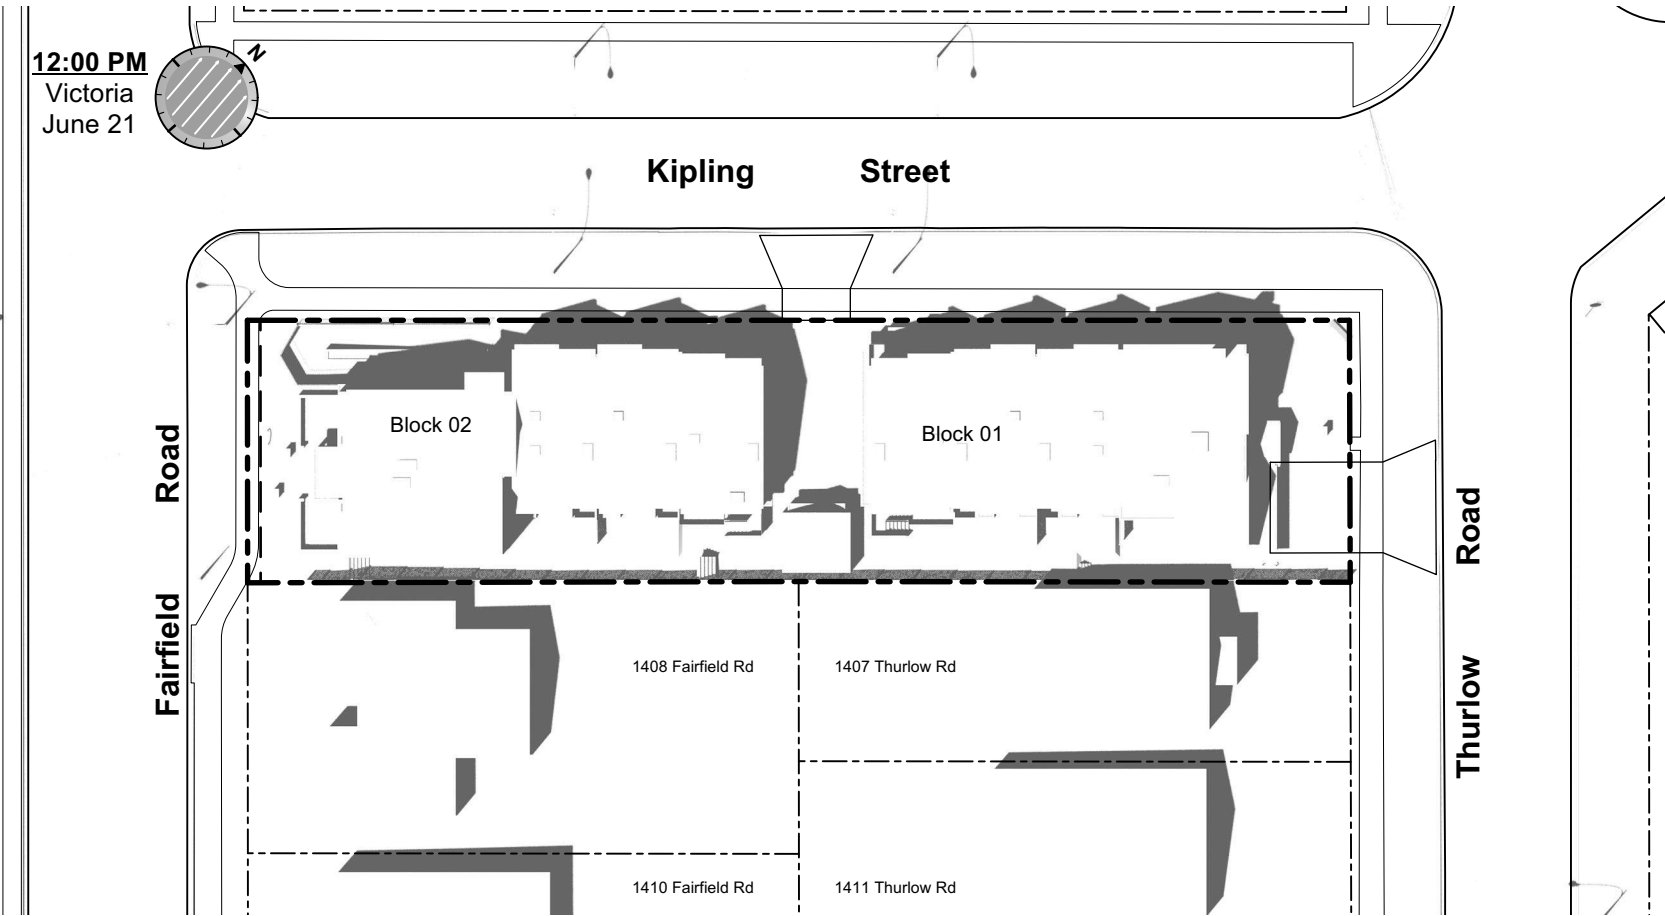 N
12:00 PM
Victoria
June 21
Kipling Street
Block 02
Block 01
Fairfield Road
Thurlow Road
1408 Fairfield Rd
1407 Thurlow Rd
1410 Fairfield Rd
1411 Thurlow Rd